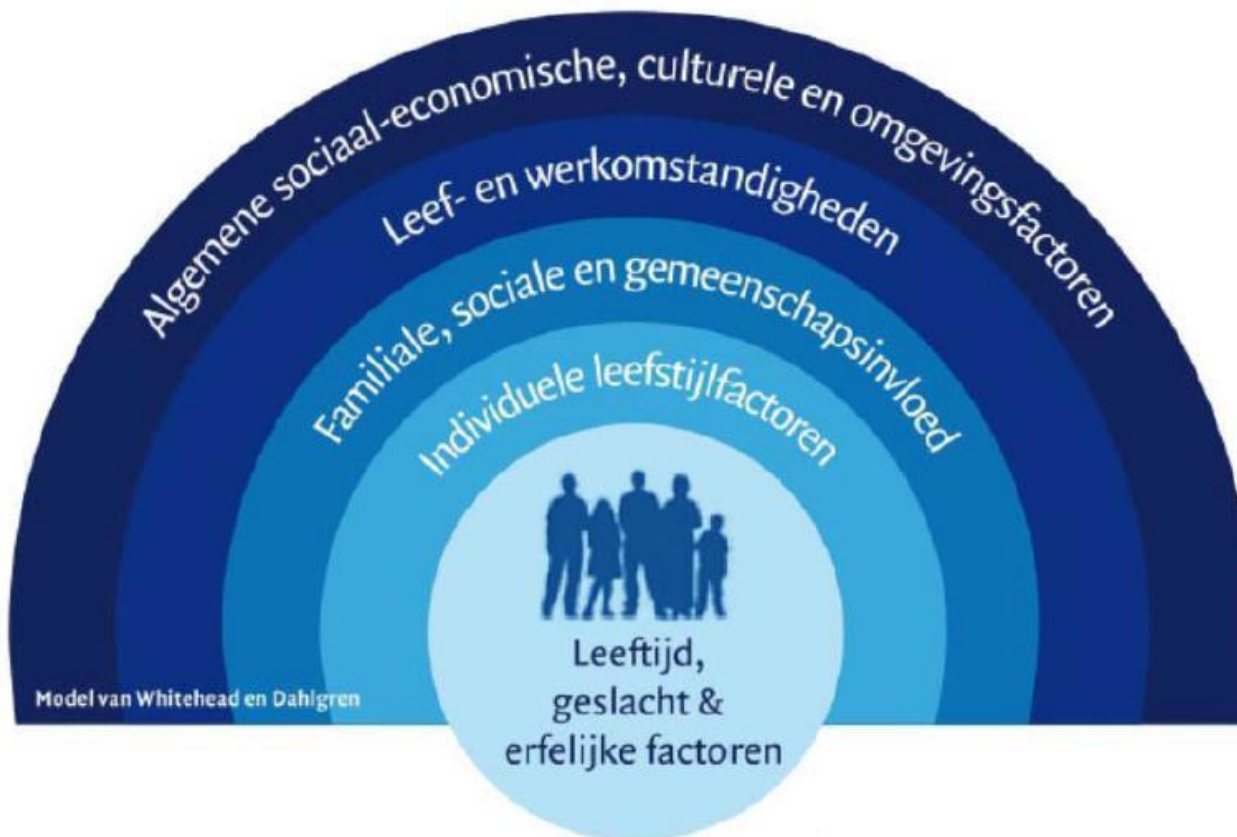 Algemene sociaal-economische, culturele en omgevingsfactoren
Leef- en werkomstandigheden
Familiale, sociale en gemeenschapsinvloed
Individuele leefstijlfactoren
Leeftijd,
geslacht &
erfelijke factoren
Model van Whitehead en Dahlgren